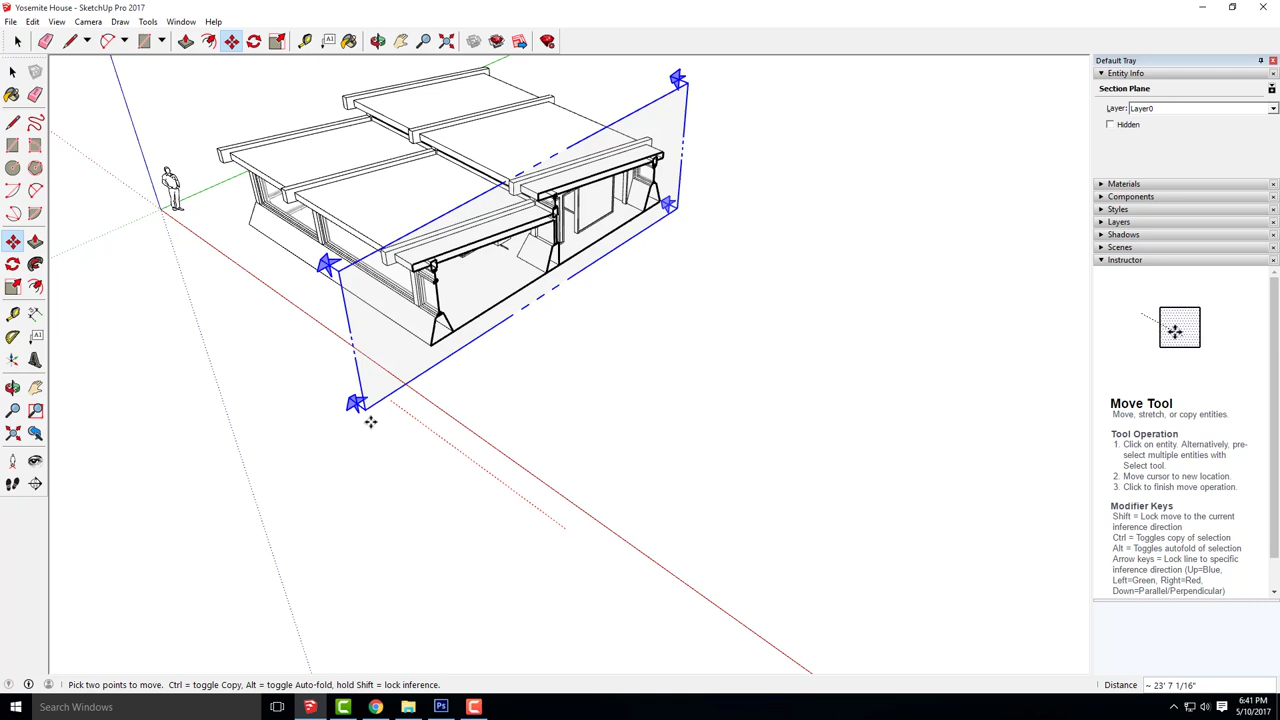 Yosemite House - SketchUp Pro 2017
File Edit View Camera Draw Tools Window Help
Default Tray
Entity Info
Section Plane
Layer: Layer0
Hidden
Materials
Components
Styles
Layers
Shadows
Scenes
Instructor
Move Tool
Move, stretch, or copy entities.
Tool Operation
1. Click on entity. Alternatively, pre-
select multiple entities with
Select tool.
2. Move cursor to new location.
3. Click to finish move operation.
Modifier Keys
Shift = Lock move to the current
inference direction
Ctrl = Toggles copy of selection
Alt = Toggles autofold of selection
Arrow keys = Lock line to specific
inference direction (Up=Blue,
Left=Green, Right=Red,
Down=Parallel/Perpendicular)
Pick two points to move. Ctrl = toggle Copy, Alt = toggle Auto-fold, hold Shift = lock inference.
Distance ~ 23' 7 1/16"
Search Windows
6:41 PM
5/10/2017